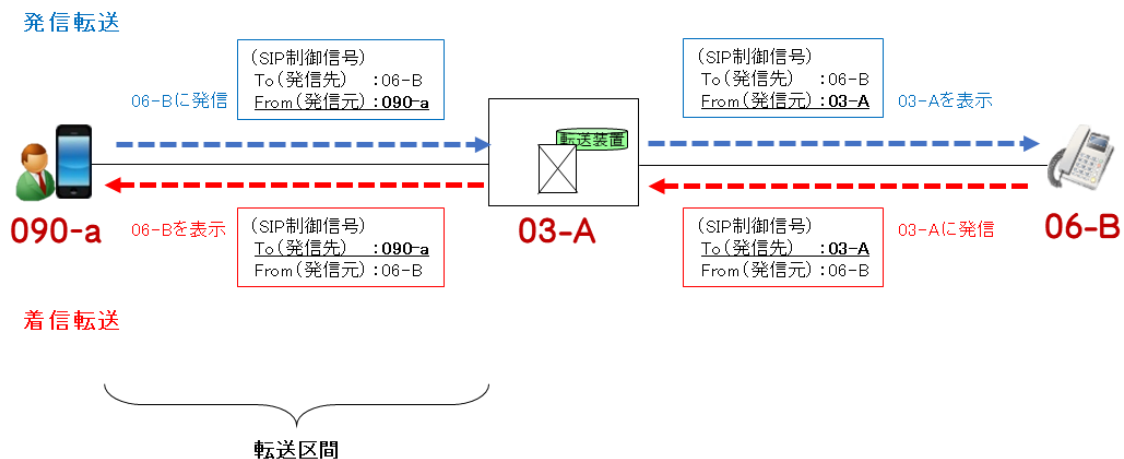 発信転送
(SIP制御信号)
To(発信先) :06-B
From(発信元):090-a
(SIP制御信号)
To(発信先) :06-B
From(発信元):03-A
06-Bに発信
03-Aを表示
転送装置
090-a
03-A
06-B
06-Bを表示
(SIP制御信号)
To(発信先) :090-a
From(発信元):06-B
(SIP制御信号)
To(発信先) :03-A
From(発信元):06-B
03-Aに発信
着信転送
転送区間